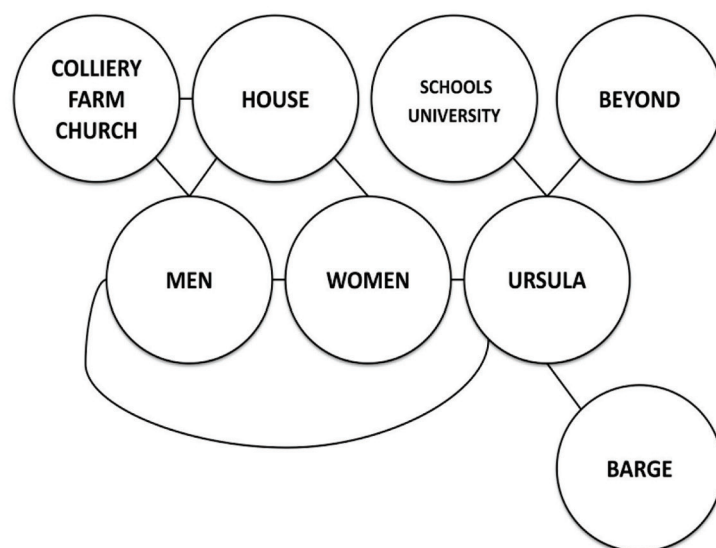 COLLIERY
FARM
CHURCH
HOUSE
SCHOOLS
UNIVERSITY
BEYOND
MEN
WOMEN
URSULA
BARGE